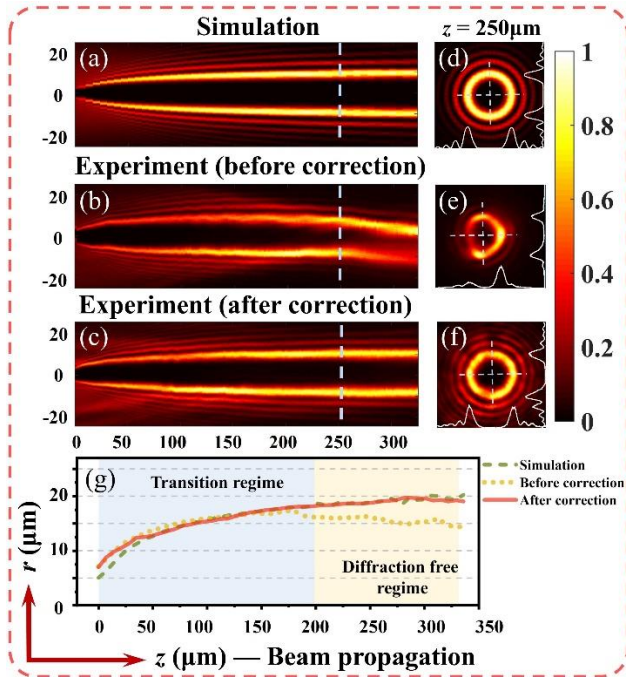 Simulation
z = 250μm
(a)
(d)
20
0
-20
1
0.8
0.6
0.4
0.2
0
Experiment (before correction)
(b)
(e)
20
0
-20
Experiment (after correction)
(c)
(f)
20
0
-20
0 50 100 150 200 250 300
(g)
Transition regime
Diffraction free
regime
Simulation
Before correction
After correction
r (μm)
20
20
10
0
0 50 100 150 200 250 300 350
z (μm) — Beam propagation